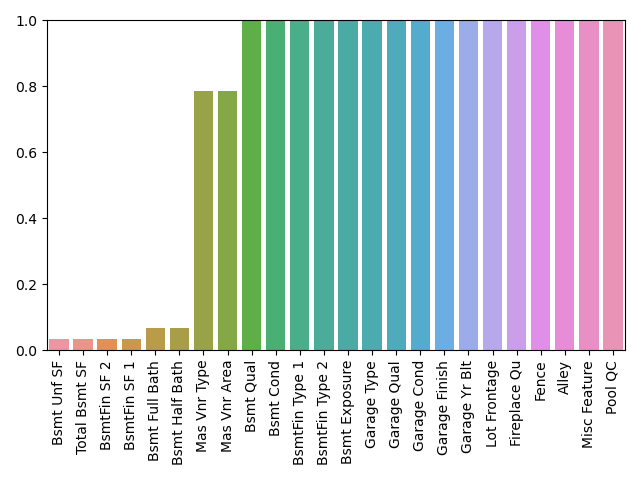 1.0
0.8
0.6
0.4
0.2
0.0
Bsmt Unf SF
Total Bsmt SF
BsmtFin SF 2
BsmtFin SF 1
Bsmt Full Bath
Bsmt Half Bath
Mas Vnr Type
Mas Vnr Area
Bsmt Qual
Bsmt Cond
BsmtFin Type 1
BsmtFin Type 2
Bsmt Exposure
Garage Type
Garage Qual
Garage Cond
Garage Finish
Garage Yr Blt
Lot Frontage
Fireplace Qu
Fence
Alley
Misc Feature
Pool QC